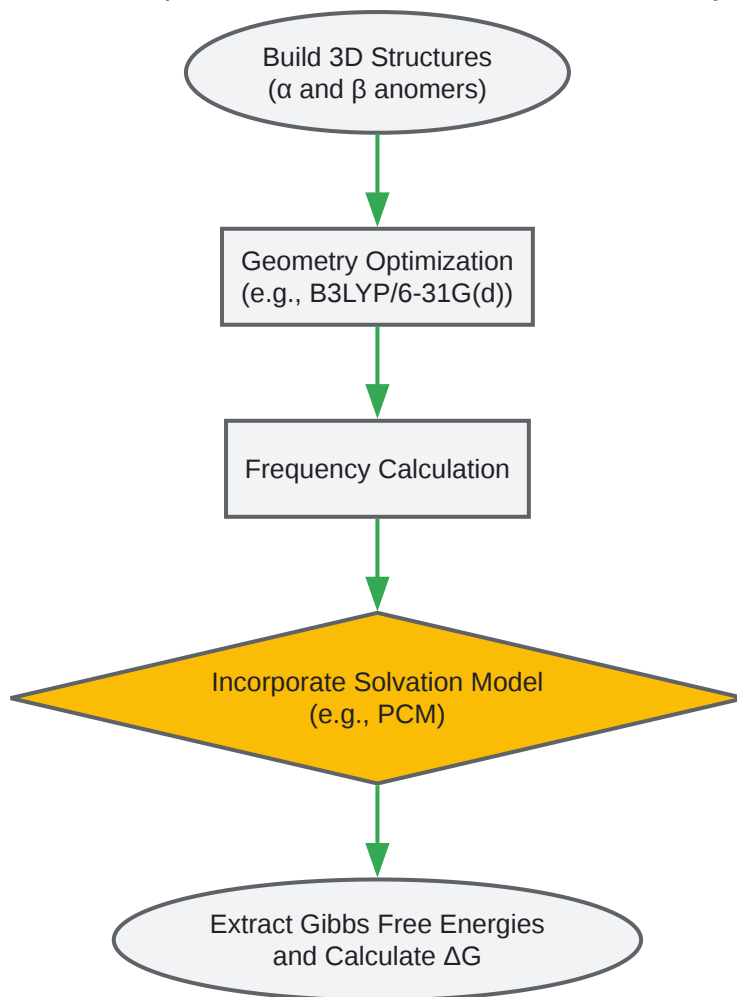 Build 3D Structures
(α and β anomers)
Geometry Optimization
(e.g., B3LYP/6-31G(d))
Frequency Calculation
Incorporate Solvation Model
(e.g., PCM)
Extract Gibbs Free Energies
and Calculate ΔG